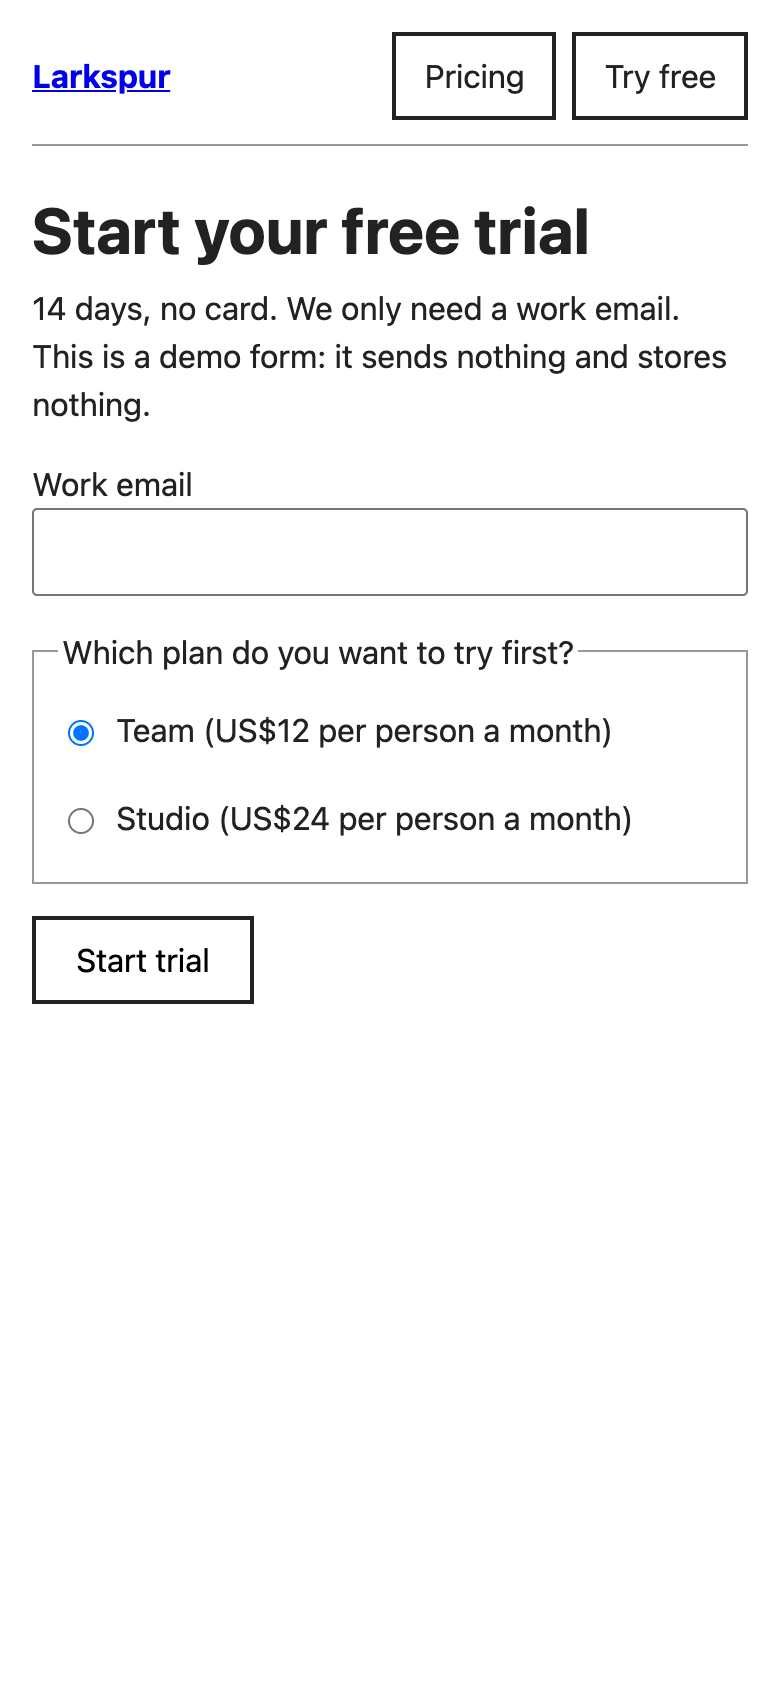 Larkspur
Pricing
Try free
Start your free trial
14 days, no card. We only need a work email.
This is a demo form: it sends nothing and stores
nothing.
Work email
Which plan do you want to try first?
Team (US$12 per person a month)
Studio (US$24 per person a month)
Start trial